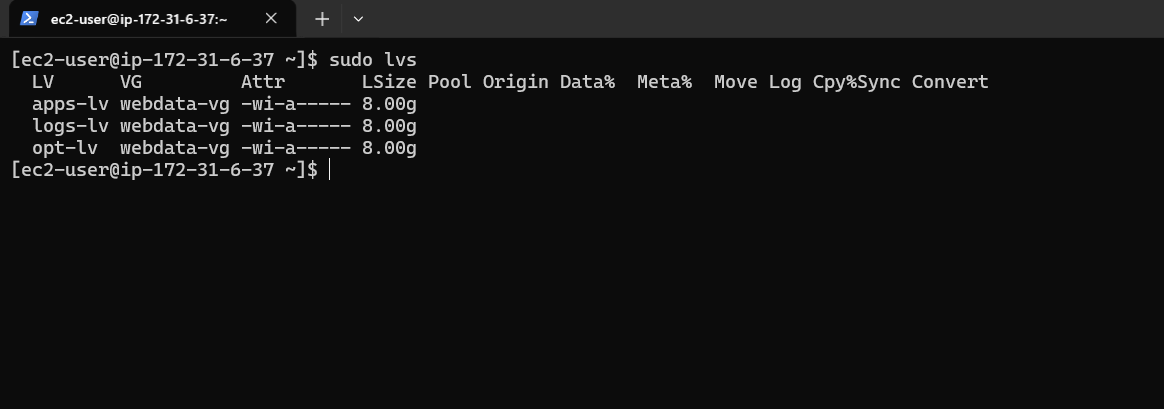 ec2-user@ip-172-31-6-37:~
[ec2-user@ip-172-31-6-37 ~]$ sudo lvs
  LV      VG         Attr       LSize Pool Origin Data%  Meta%  Move Log Cpy%Sync Convert
  apps-lv webdata-vg -wi-a----- 8.00g
  logs-lv webdata-vg -wi-a----- 8.00g
  opt-lv  webdata-vg -wi-a----- 8.00g
[ec2-user@ip-172-31-6-37 ~]$